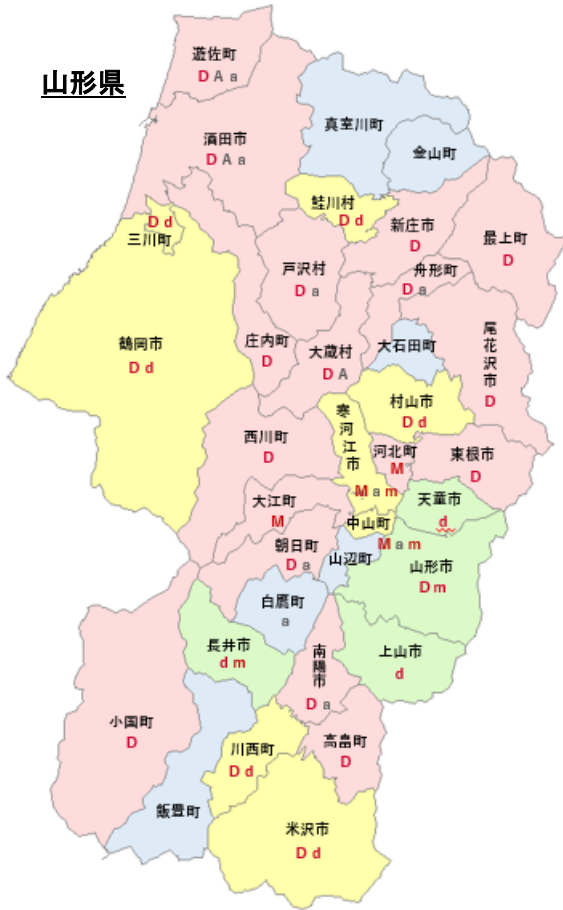 山形県
遊佐町
D A a
酒田市
D A a
真室川町
金山町
鮭川村
D d
D d
三川町
新庄市
D
最上町
D
戸沢村
D a
舟形町
D a
鶴岡市
D d
庄内町
D
大蔵村
D A
大石田町
尾花沢市
D
村山市
D d
寒河江市
M a m
西川町
D
河北町
M
東根市
D
大江町
M
天童市
d
中山町
M a m
朝日町
D a
山辺町
山形市
D m
白鷹町
a
長井市
d m
南陽市
D a
上山市
d
小国町
D
川西町
D d
高畠町
D
飯豊町
米沢市
D d